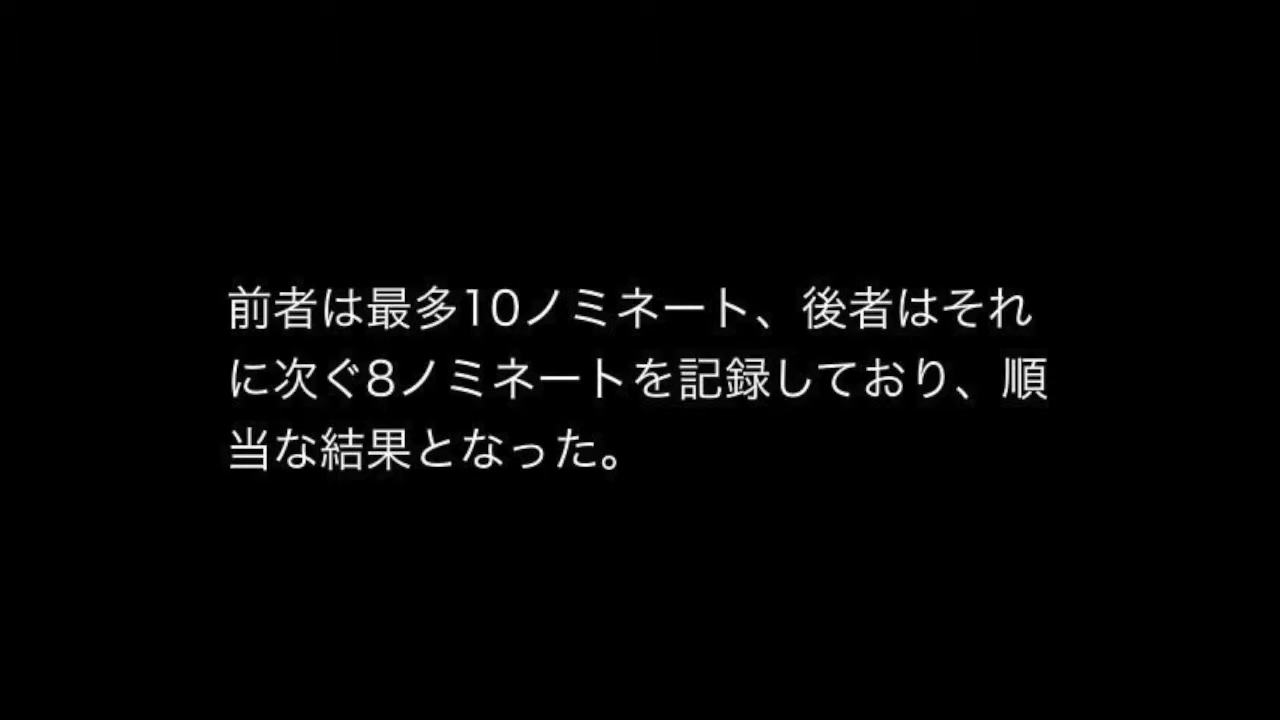 前者は最多10ノミネート、後者はそれ
に次ぐ8ノミネートを記録しており、順
当な結果となった。